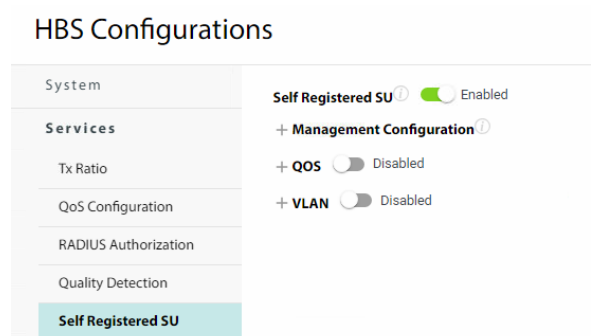 HBS Configurations
System
Services
Tx Ratio
QoS Configuration
RADIUS Authorization
Quality Detection
Self Registered SU
Self Registered SU i Enabled
+ Management Configuration i
+ QOS Disabled
+ VLAN Disabled